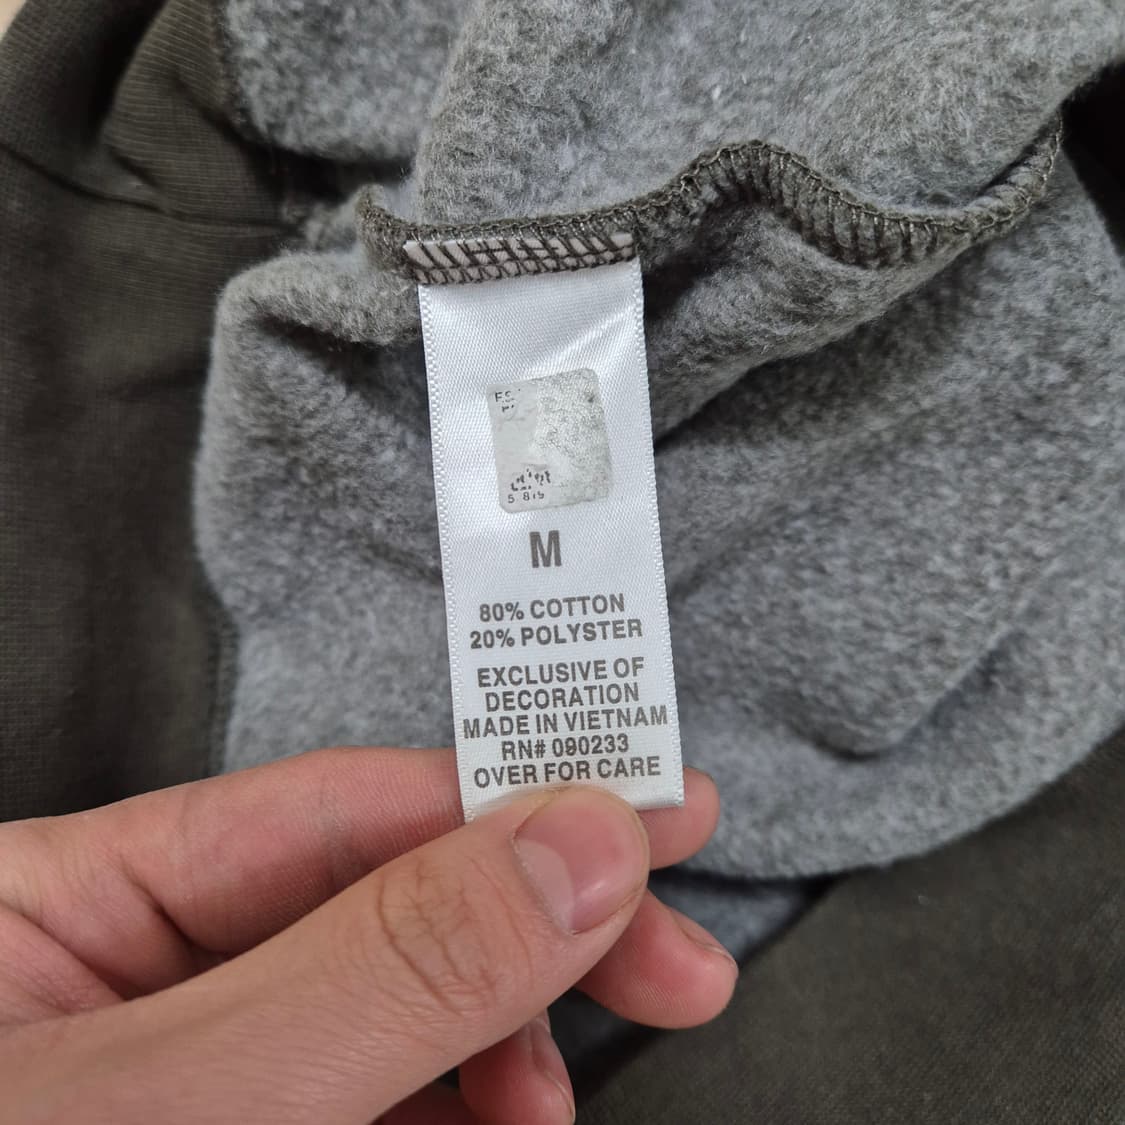 M
80% COTTON
20% POLYSTER
EXCLUSIVE OF
DECORATION
MADE IN VIETNAM
RN# 090233
OVER FOR CARE